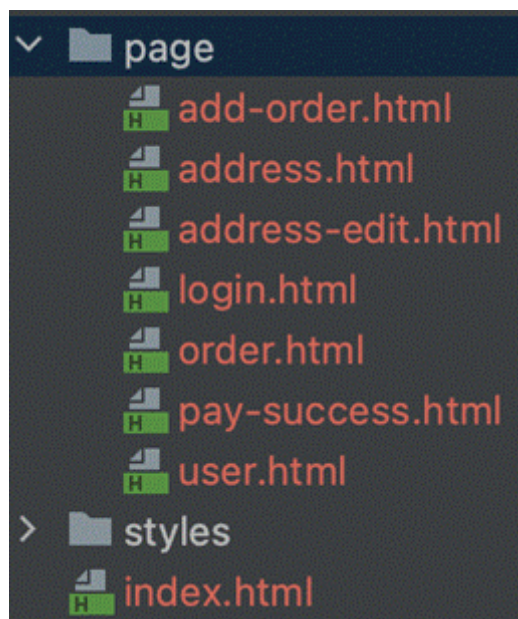 page
add-order.html
address.html
address-edit.html
login.html
order.html
pay-success.html
user.html
styles
index.html